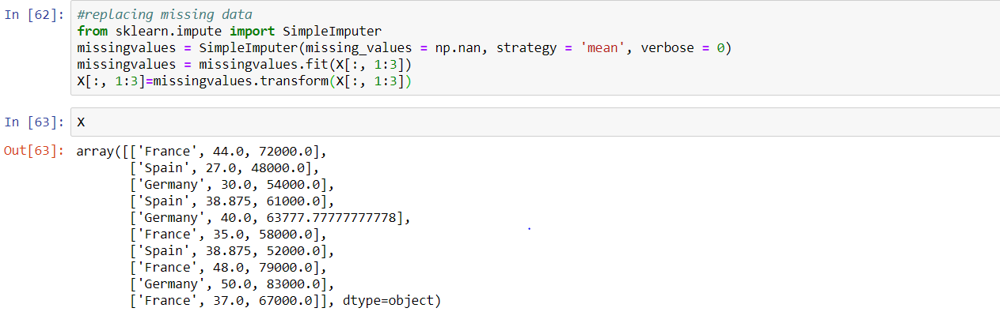 In [62]: #replacing missing data
from sklearn.impute import SimpleImputer
missingvalues = SimpleImputer(missing_values = np.nan, strategy = 'mean', verbose = 0)
missingvalues = missingvalues.fit(X[:, 1:3])
X[:, 1:3]=missingvalues.transform(X[:, 1:3])
In [63]: X
Out[63]: array([['France', 44.0, 72000.0],
['Spain', 27.0, 48000.0],
['Germany', 30.0, 54000.0],
['Spain', 38.875, 61000.0],
['Germany', 40.0, 63777.77777777778],
['France', 35.0, 58000.0],
['Spain', 38.875, 52000.0],
['France', 48.0, 79000.0],
['Germany', 50.0, 83000.0],
['France', 37.0, 67000.0]], dtype=object)